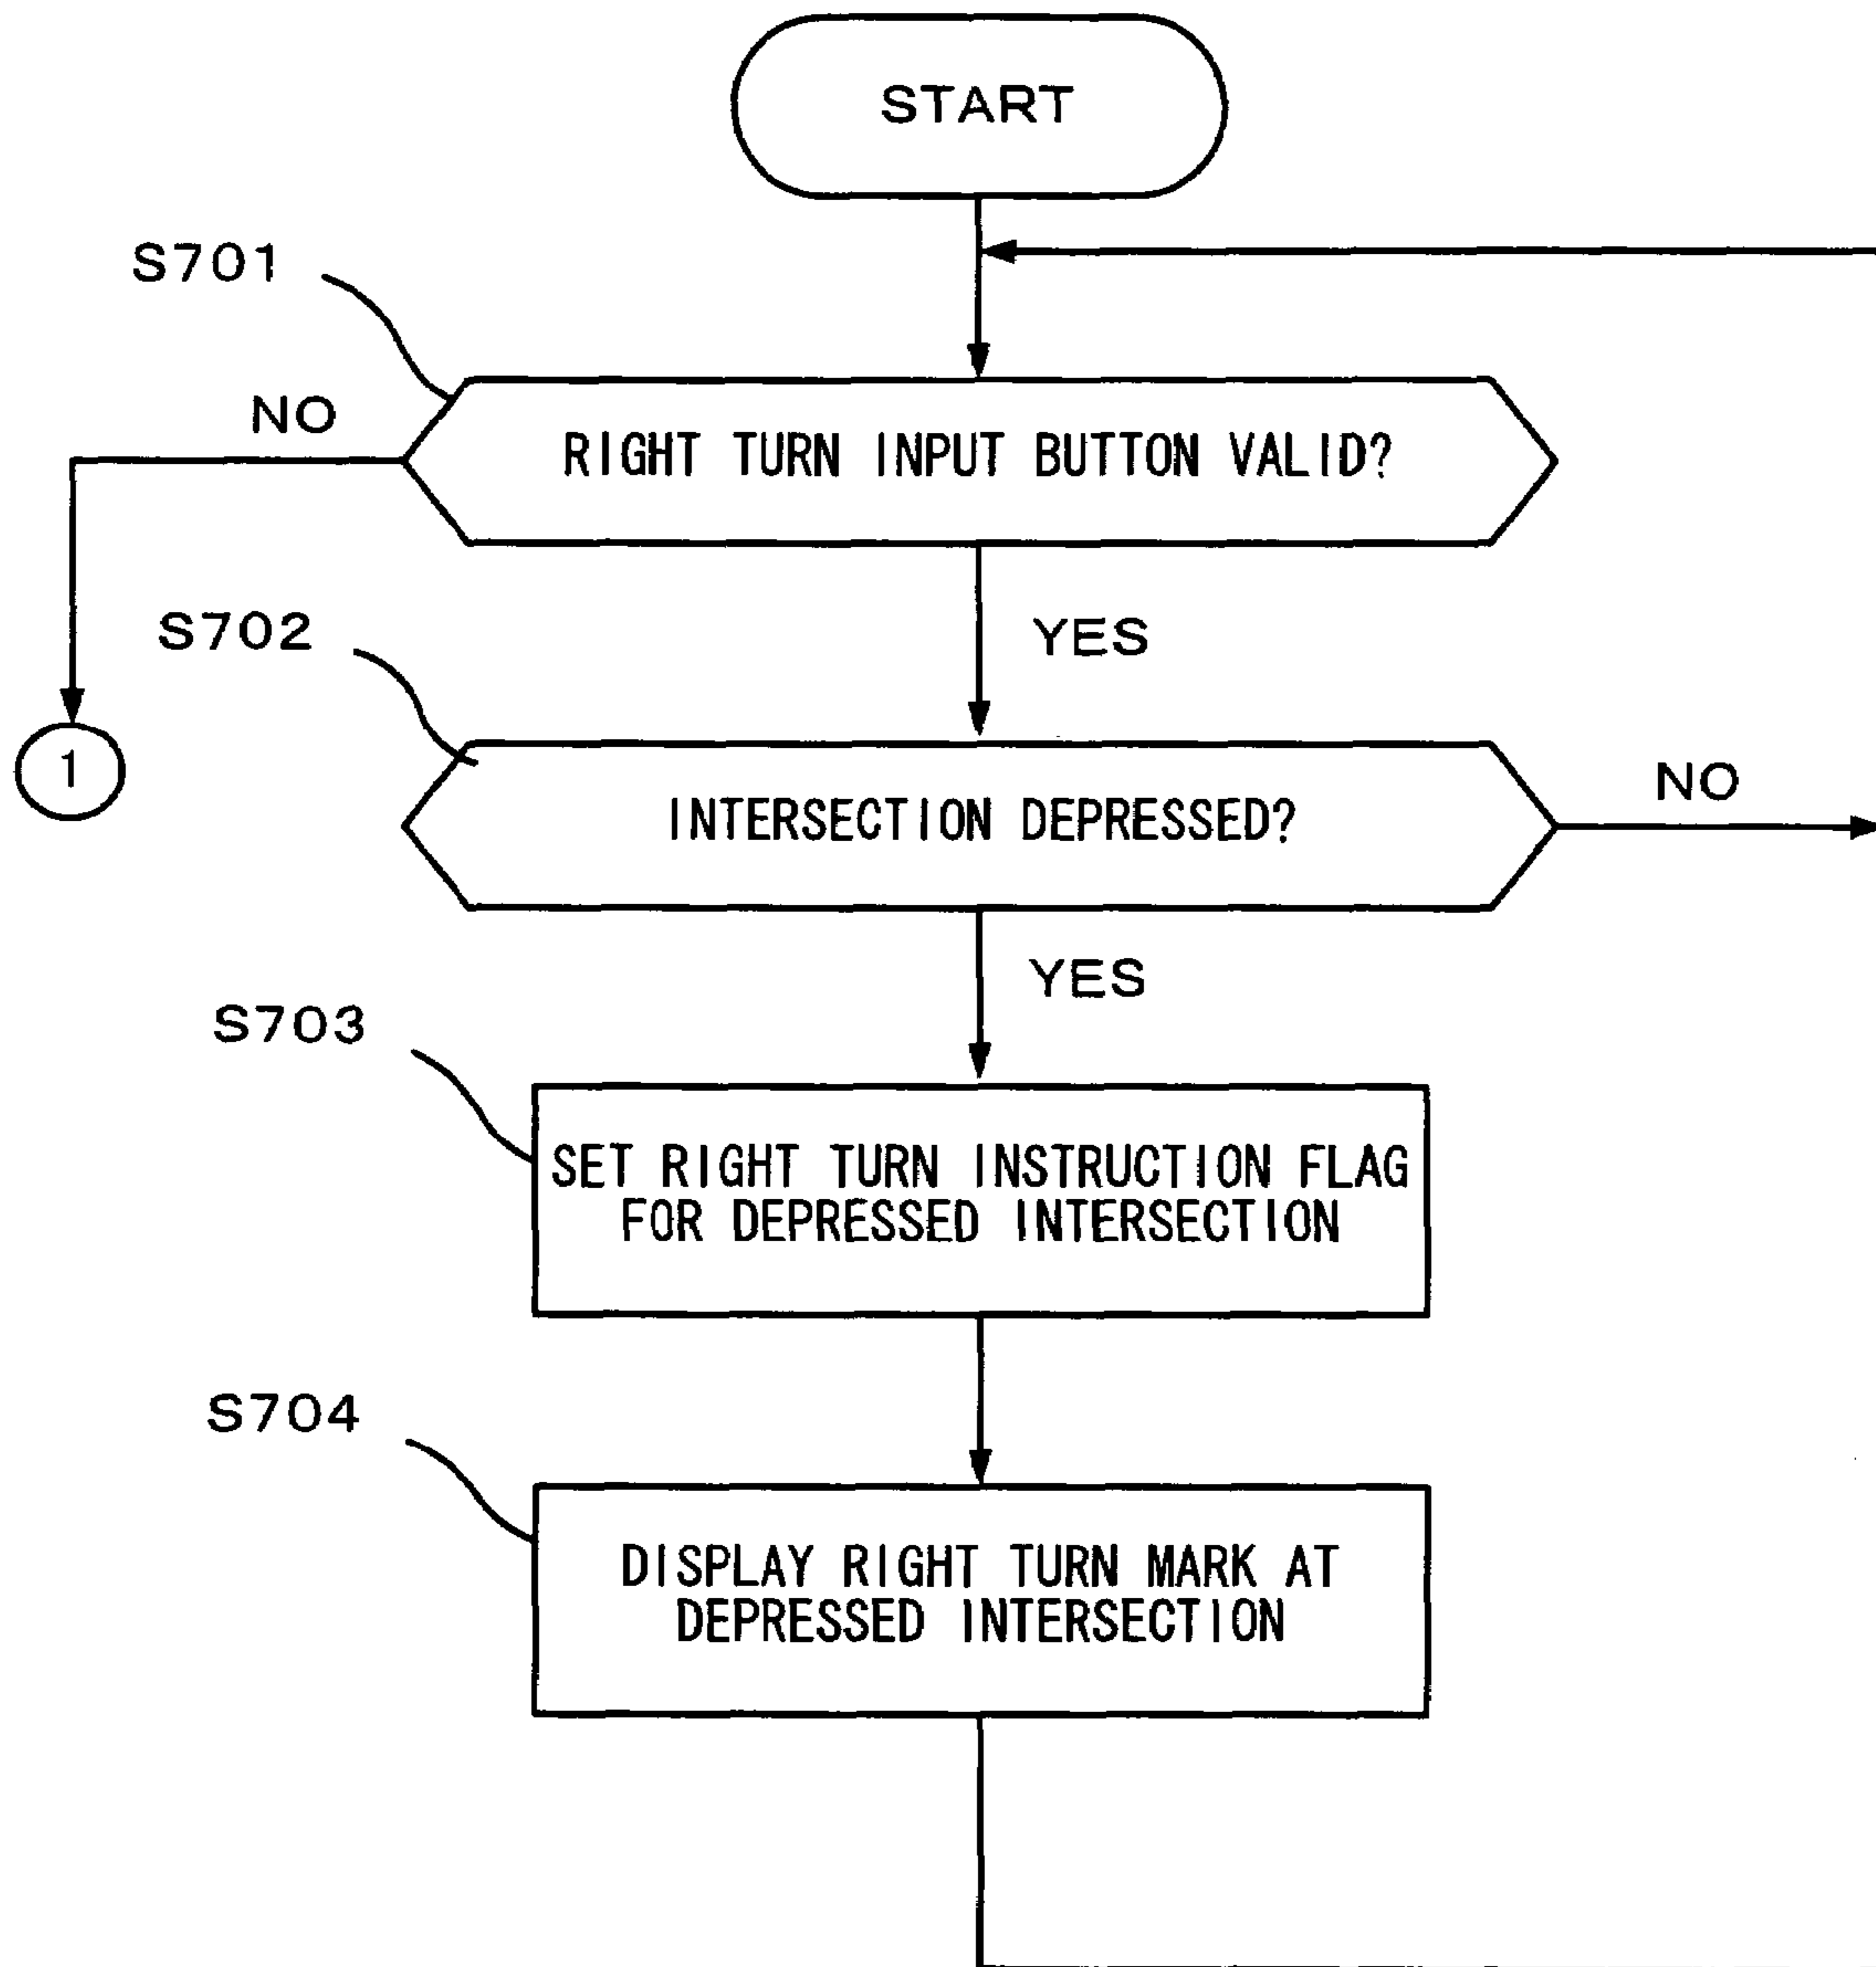 START
S701
NO
RIGHT TURN INPUT BUTTON VALID?
S702
YES
1
NO
INTERSECTION DEPRESSED?
YES
S703
SET RIGHT TURN INSTRUCTION FLAG
FOR DEPRESSED INTERSECTION
S704
DISPLAY RIGHT TURN MARK AT
DEPRESSED INTERSECTION